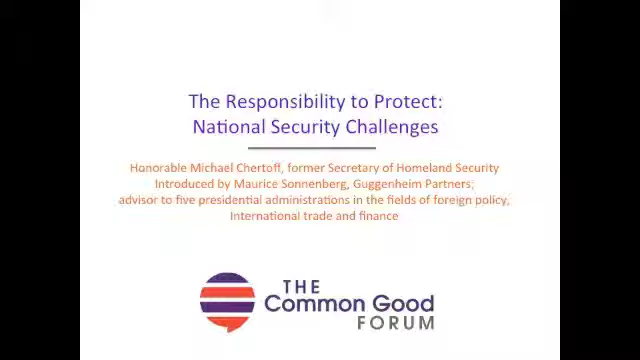 The Responsibility to Protect:
National Security Challenges
Honorable Michael Chertoff, former Secretary of Homeland Security
Introduced by Maurice Sonnenberg, Guggenheim Partners;
advisor to five presidential administrations in the fields of foreign policy,
International trade and finance
THE
Common Good
FORUM